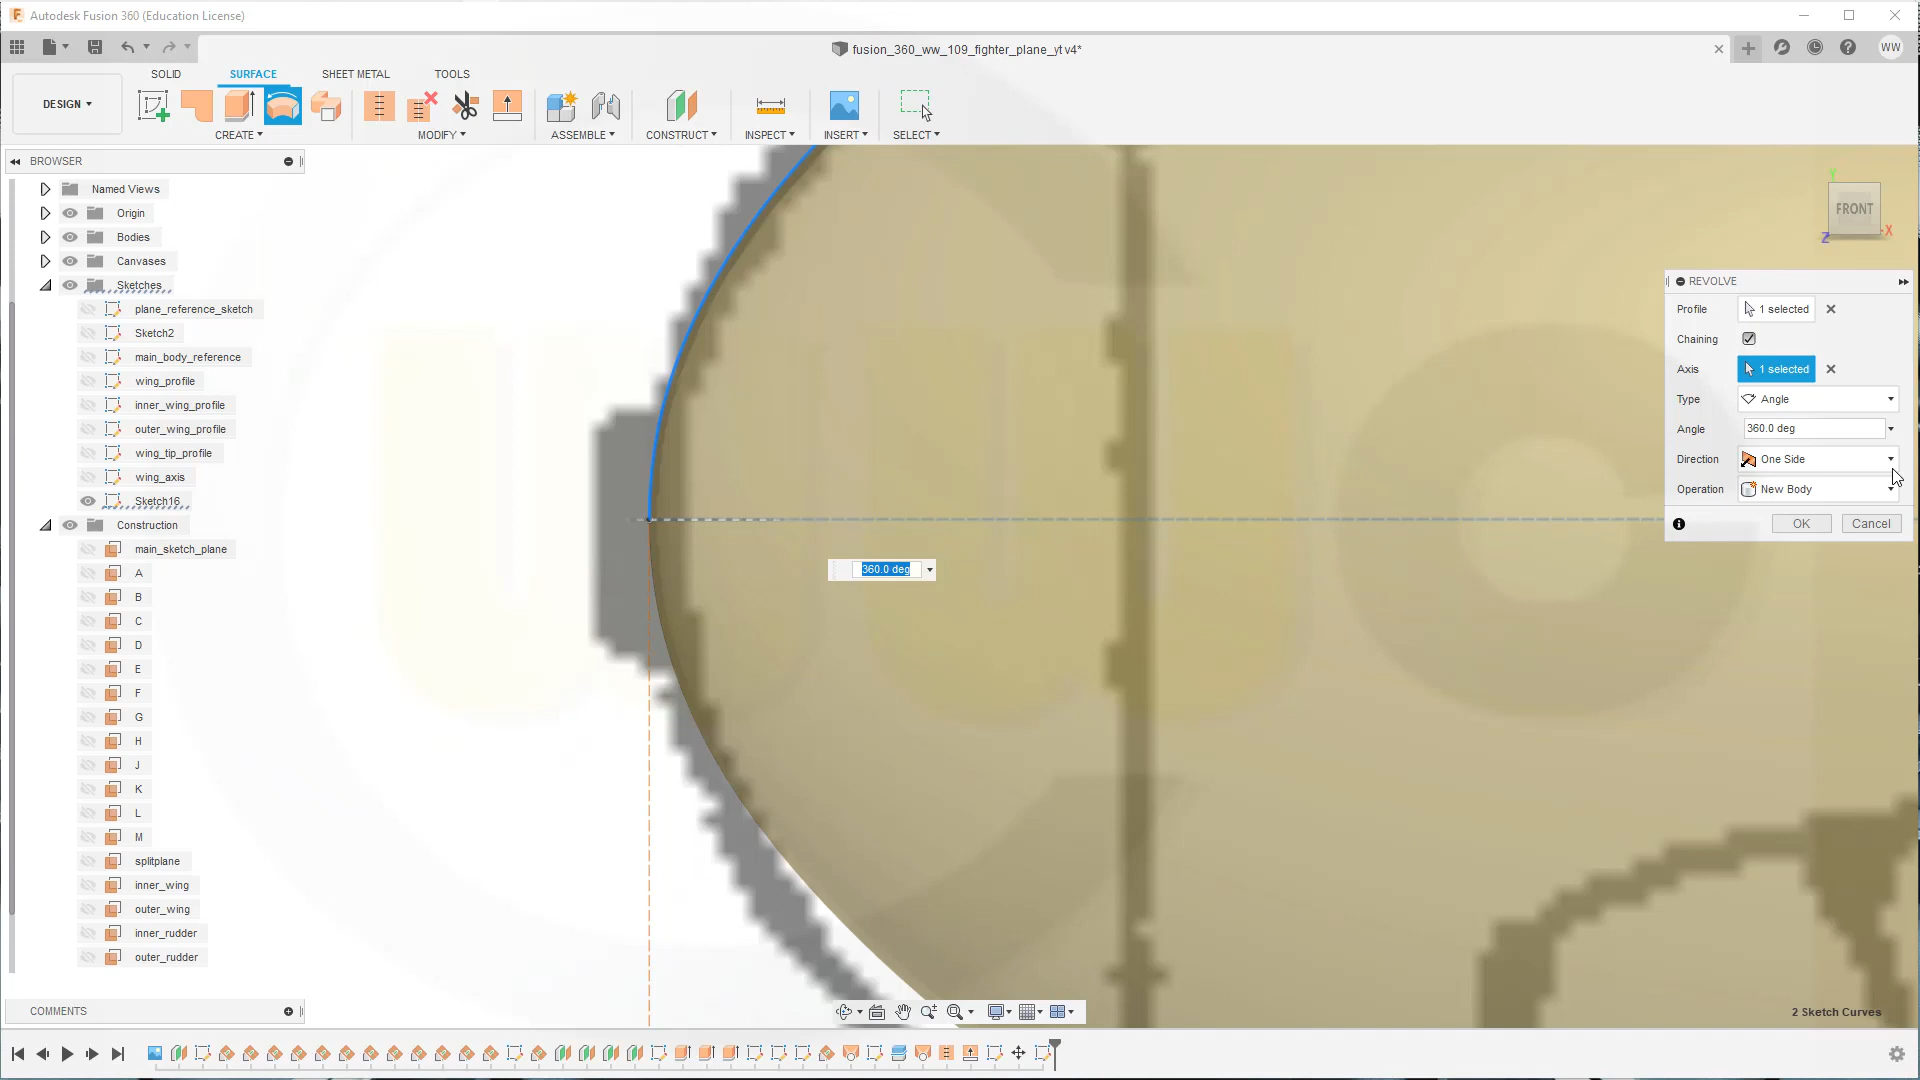 Autodesk Fusion 360 (Education License)
fusion_360_ww_109_fighter_plane_yt v4*
WW
DESIGN
SOLID SURFACE SHEET METAL TOOLS
CREATE MODIFY ASSEMBLE CONSTRUCT INSPECT INSERT SELECT
BROWSER
Named Views
Origin
Bodies
Canvases
Sketches
plane_reference_sketch
Sketch2
main_body_reference
wing_profile
inner_wing_profile
outer_wing_profile
wing_tip_profile
wing_axis
Sketch16
Construction
main_sketch_plane
A
B
C
D
E
F
G
H
J
K
L
M
splitplane
inner_wing
outer_wing
inner_rudder
outer_rudder
COMMENTS
360.0 deg
Y
FRONT
Z
X
REVOLVE
Profile 1 selected
Chaining
Axis 1 selected
Type Angle
Angle 360.0 deg
Direction One Side
Operation New Body
OK Cancel
2 Sketch Curves